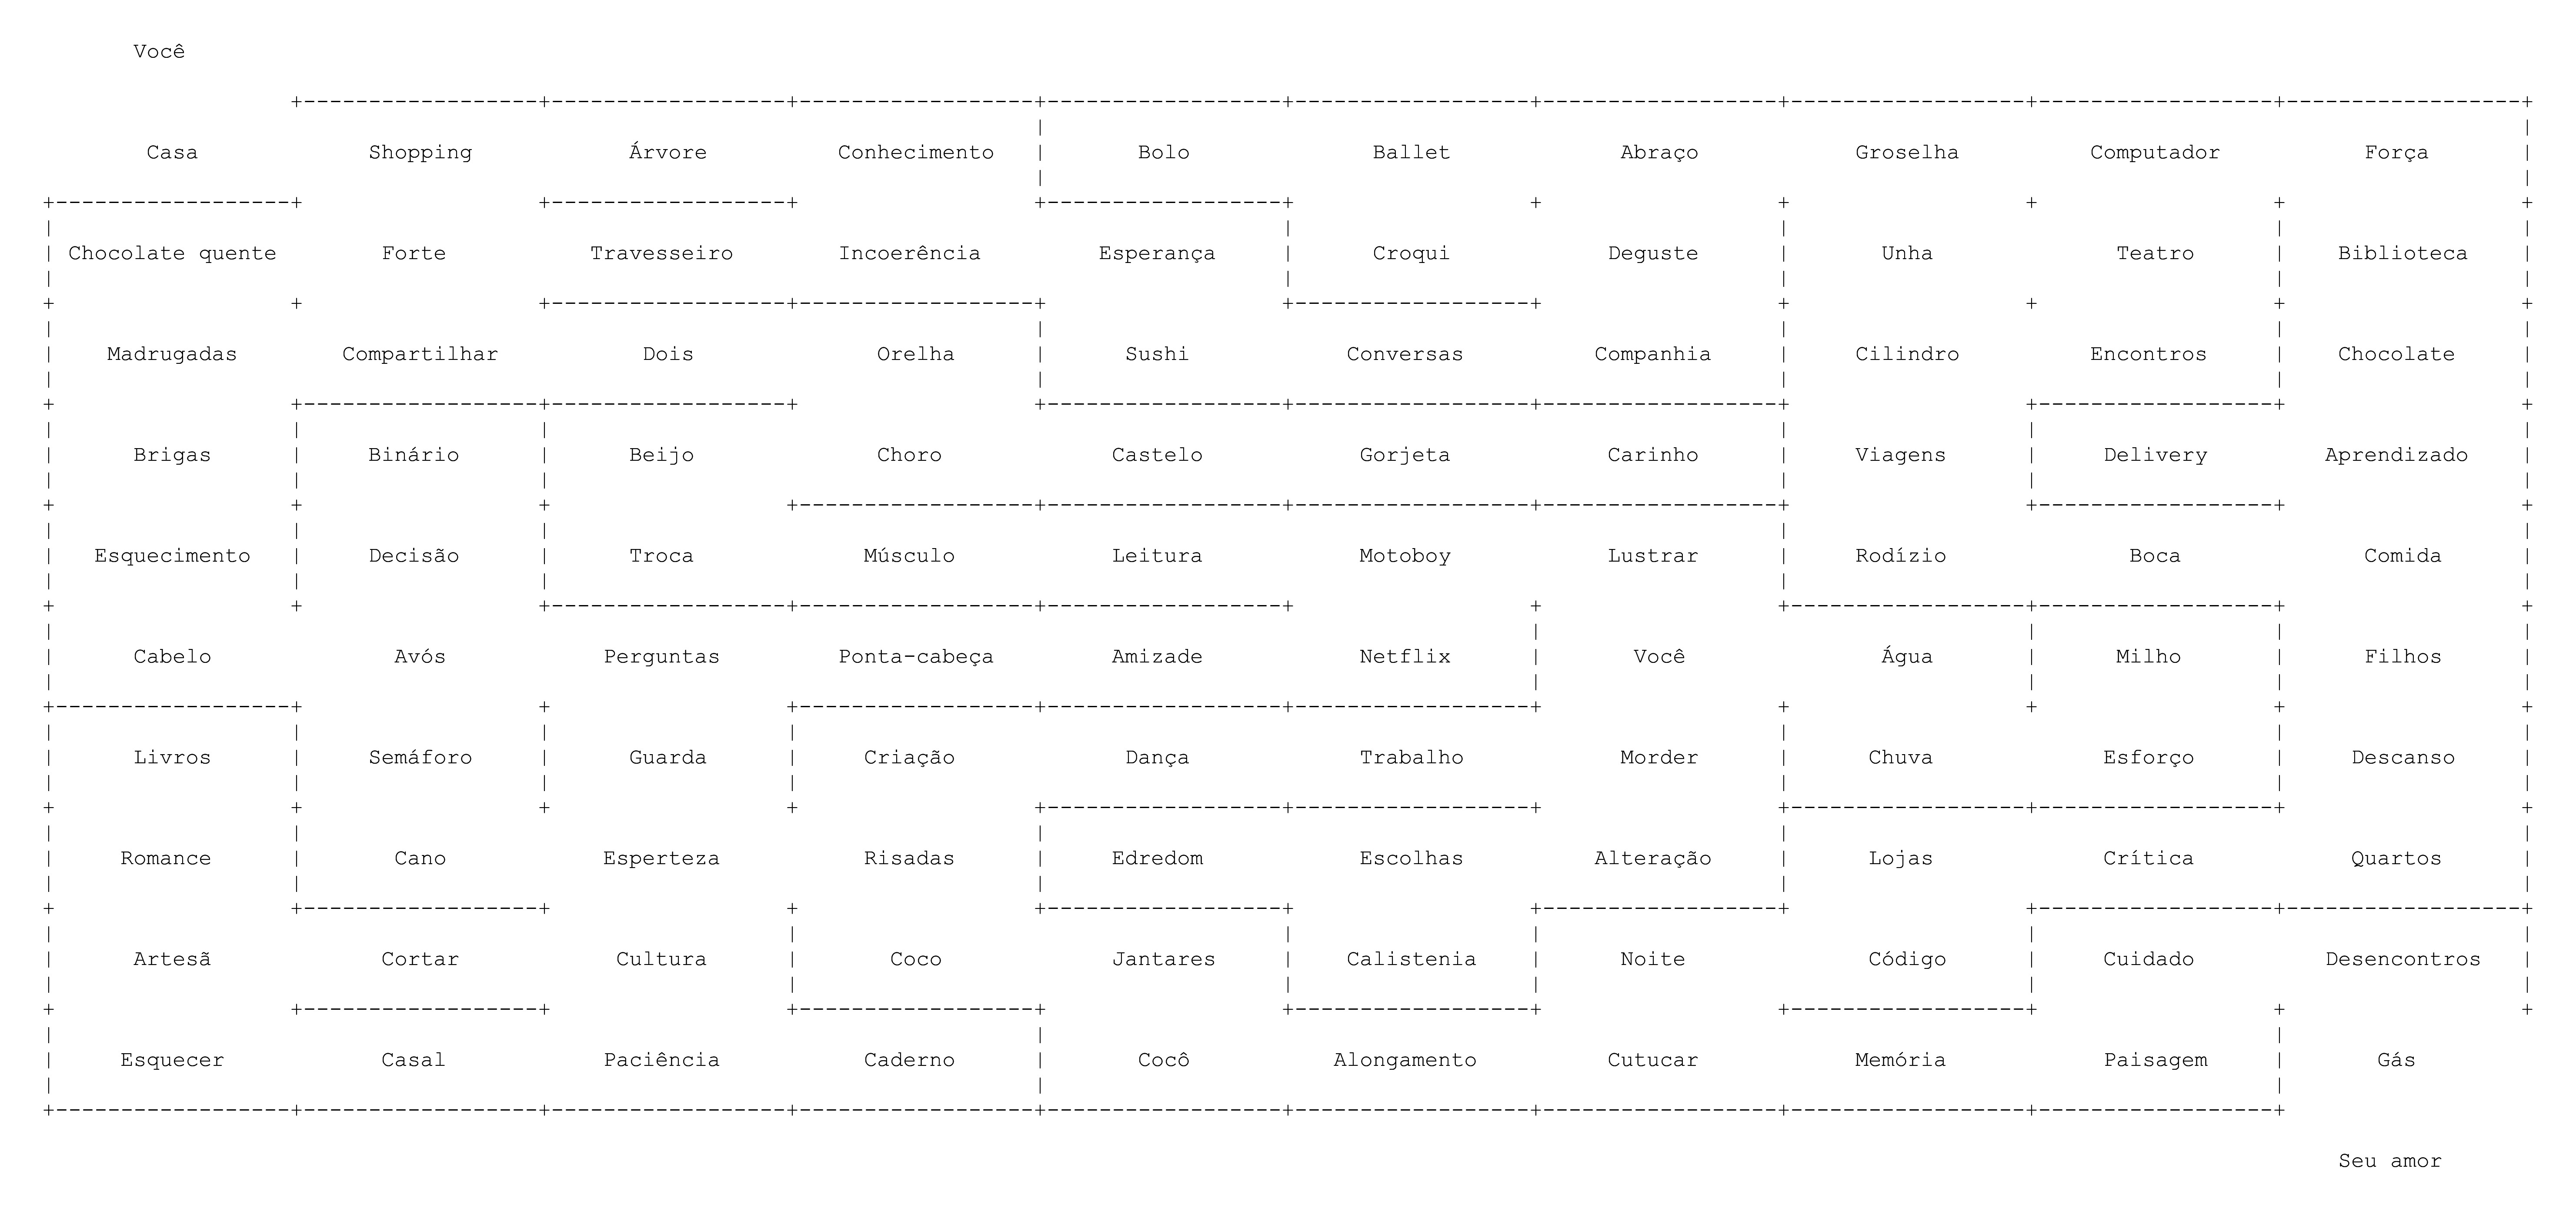 Você
Casa Shopping Árvore Conhecimento Bolo Ballet Abraço Groselha Computador Força
Chocolate quente Forte Travesseiro Incoerência Esperança Croqui Deguste Unha Teatro Biblioteca
Madrugadas Compartilhar Dois Orelha Sushi Conversas Companhia Cilindro Encontros Chocolate
Brigas Binário Beijo Choro Castelo Gorjeta Carinho Viagens Delivery Aprendizado
Esquecimento Decisão Troca Músculo Leitura Motoboy Lustrar Rodízio Boca Comida
Cabelo Avós Perguntas Ponta-cabeça Amizade Netflix Você Água Milho Filhos
Livros Semáforo Guarda Criação Dança Trabalho Morder Chuva Esforço Descanso
Romance Cano Esperteza Risadas Edredom Escolhas Alteração Lojas Crítica Quartos
Artesã Cortar Cultura Coco Jantares Calistenia Noite Código Cuidado Desencontros
Esquecer Casal Paciência Caderno Cocô Alongamento Cutucar Memória Paisagem Gás
Seu amor